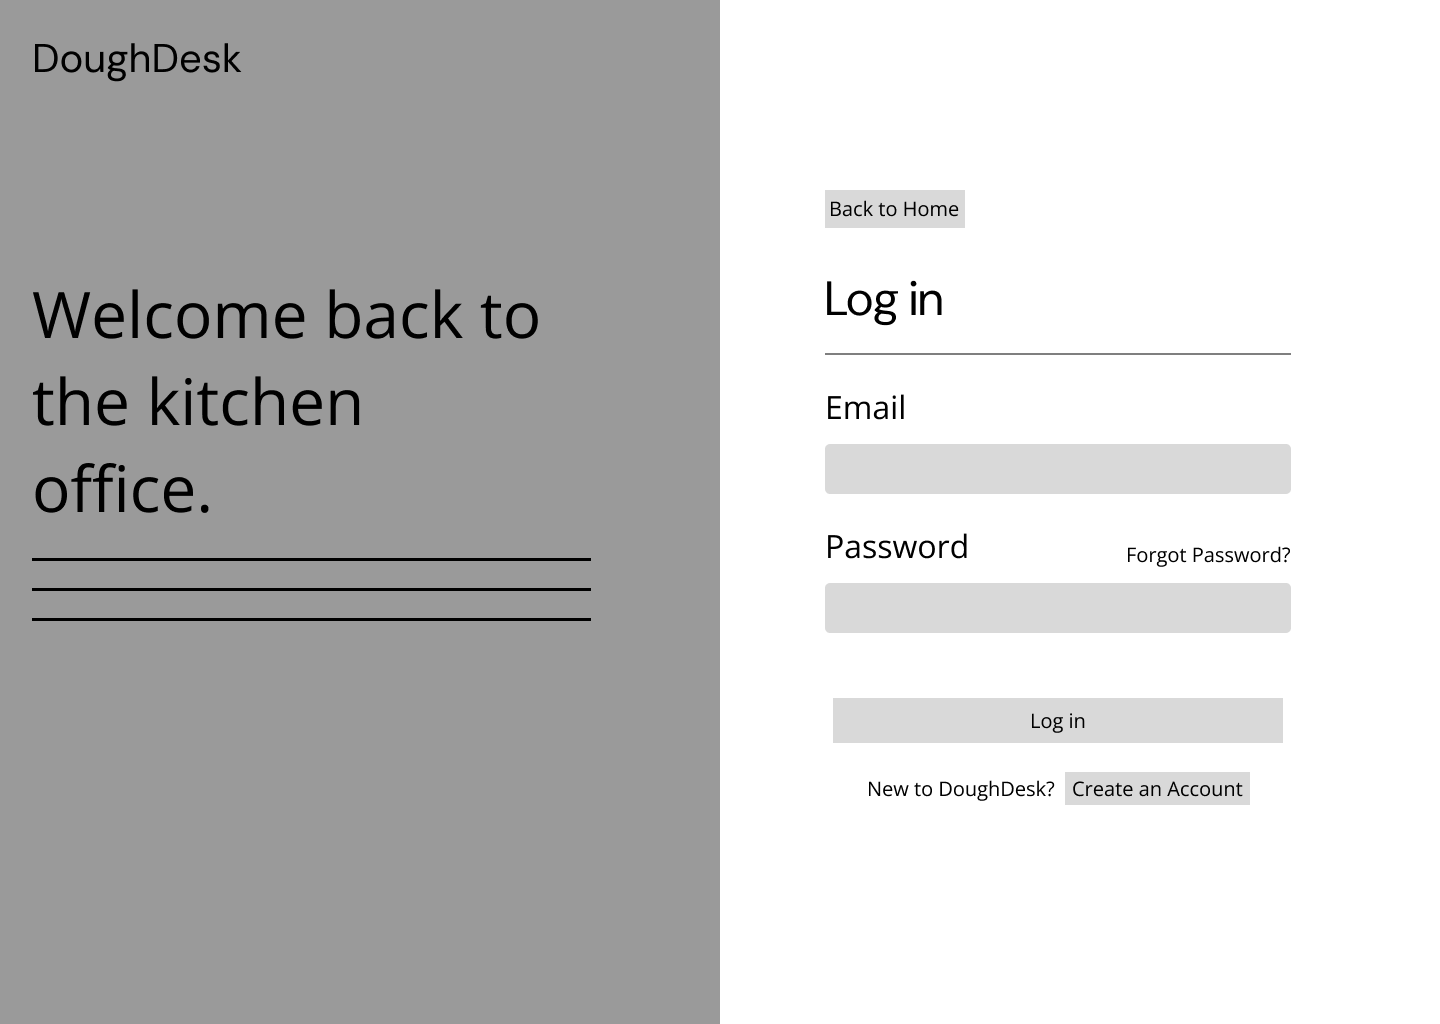 DoughDesk
Welcome back to
the kitchen
office.
Back to Home
Log in
Email
Password
Forgot Password?
Log in
New to DoughDesk?
Create an Account